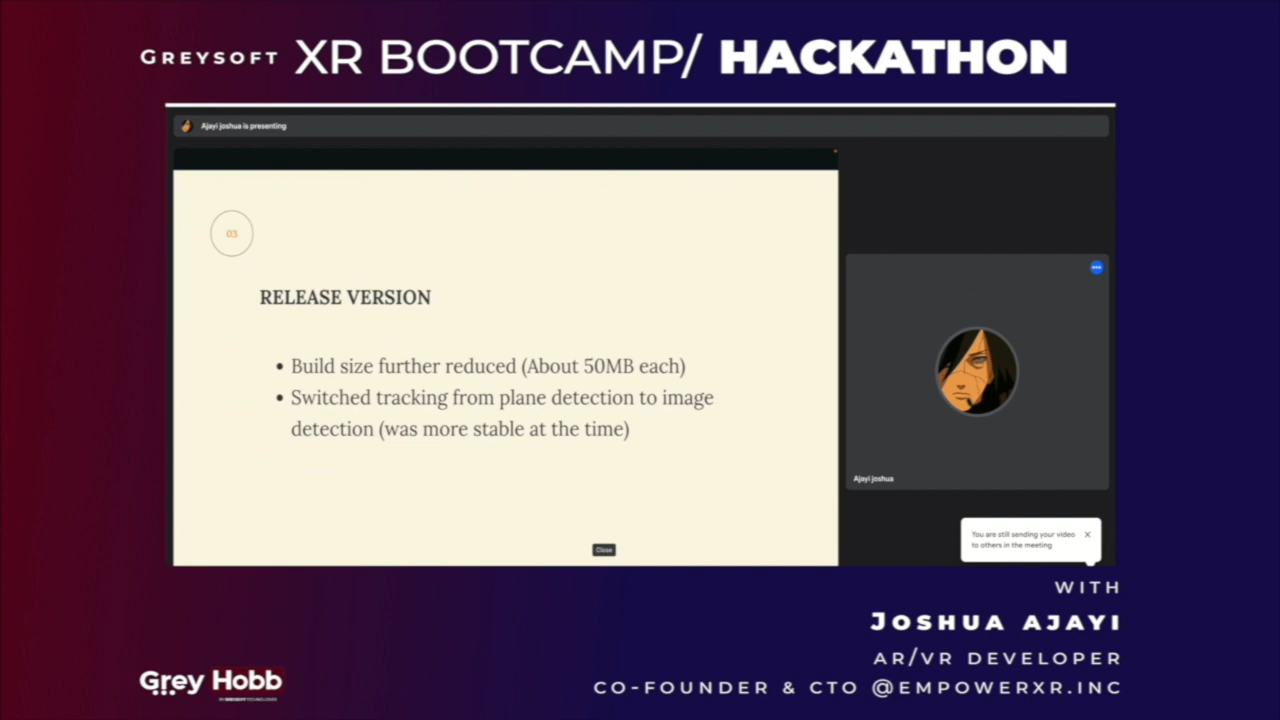 GREYSOFT XR BOOTCAMP/ HACKATHON
Ajayi joshua is presenting
03
RELEASE VERSION
• Build size further reduced (About 50MB each)
• Switched tracking from plane detection to image
detection (was more stable at the time)
Close
Ajayi joshua
You are still sending your video
to others in the meeting
WITH
JOSHUA AJAYI
AR/VR DEVELOPER
CO-FOUNDER & CTO @EMPOWERXR.INC
Grey Hobb
BY GREYSOFT TECHNOLOGIES